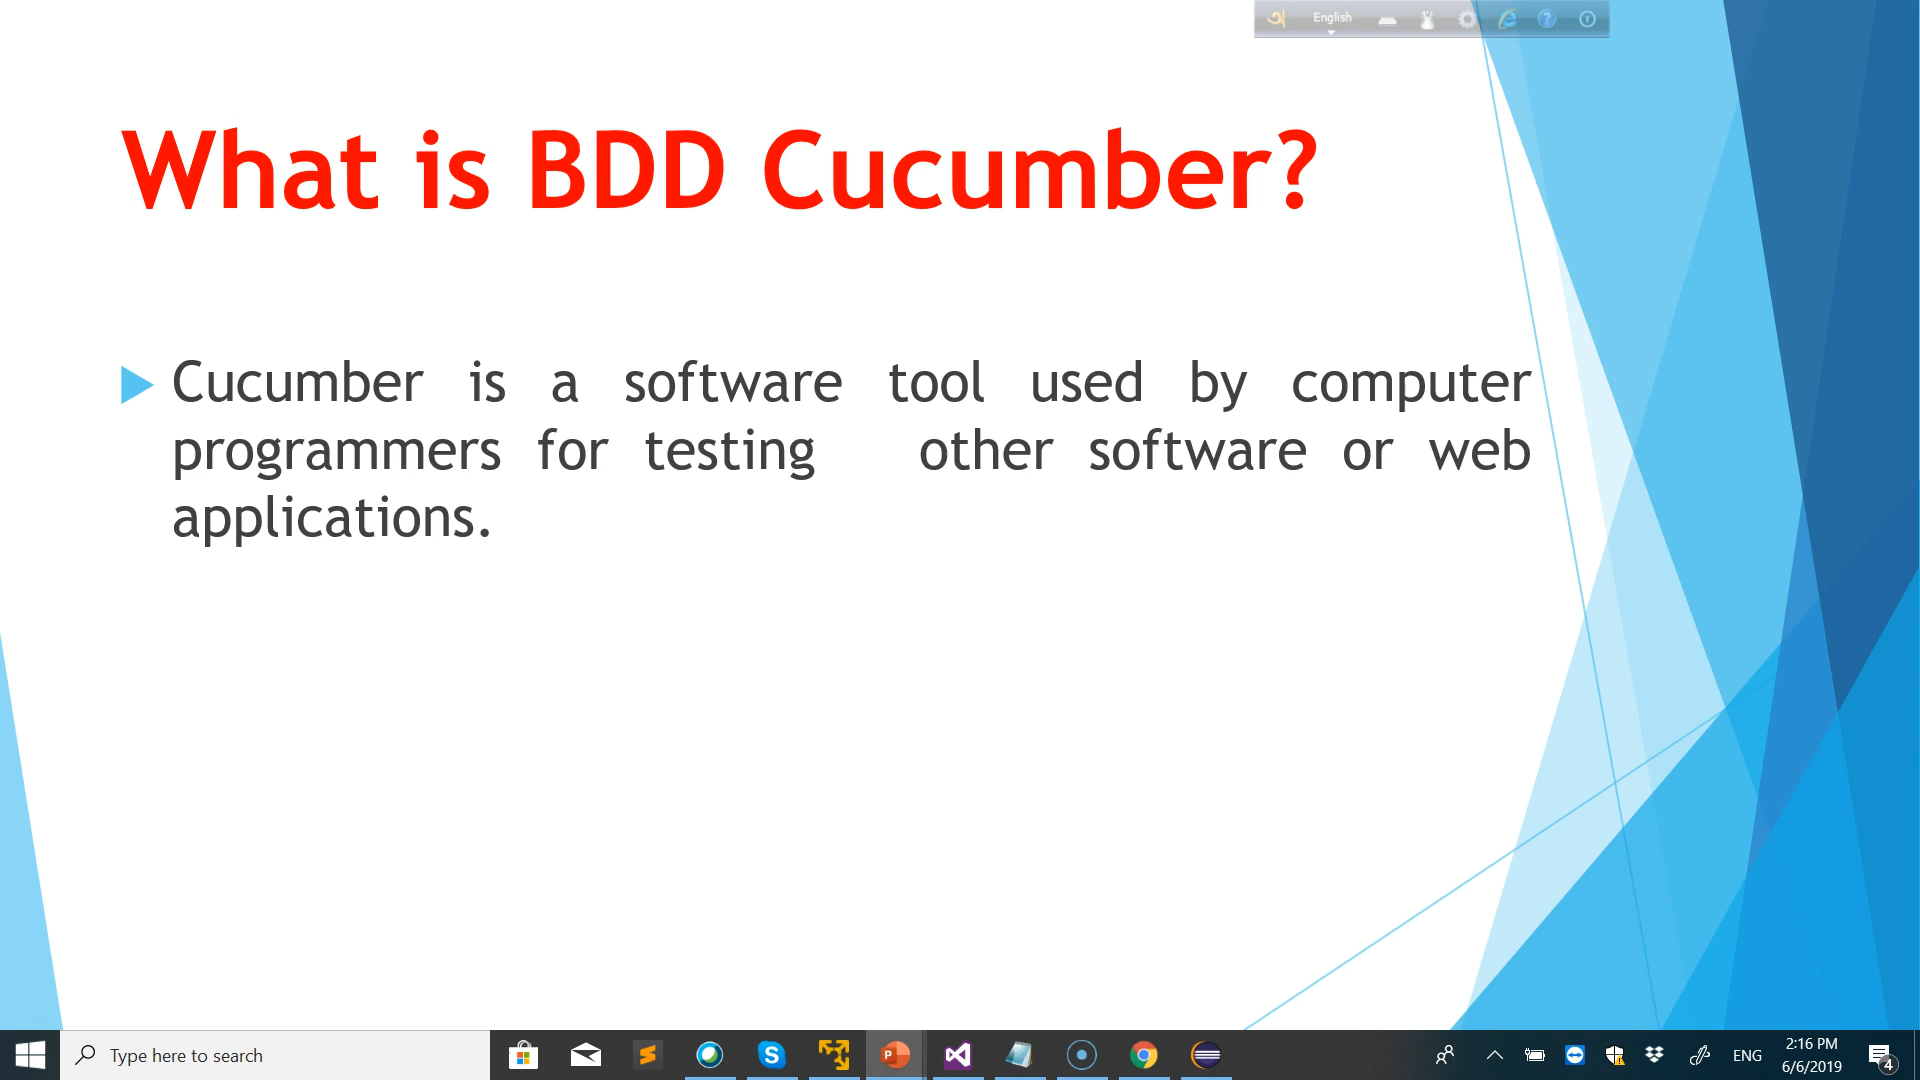 English
What is BDD Cucumber?
Cucumber is a software tool used by computer
programmers for testing other software or web
applications.
Type here to search
ENG
2:16 PM
6/6/2019
4